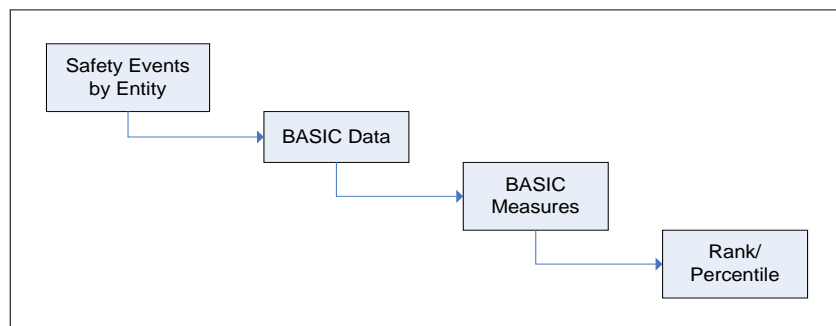 Safety Events
by Entity
BASIC Data
BASIC
Measures
Rank/
Percentile